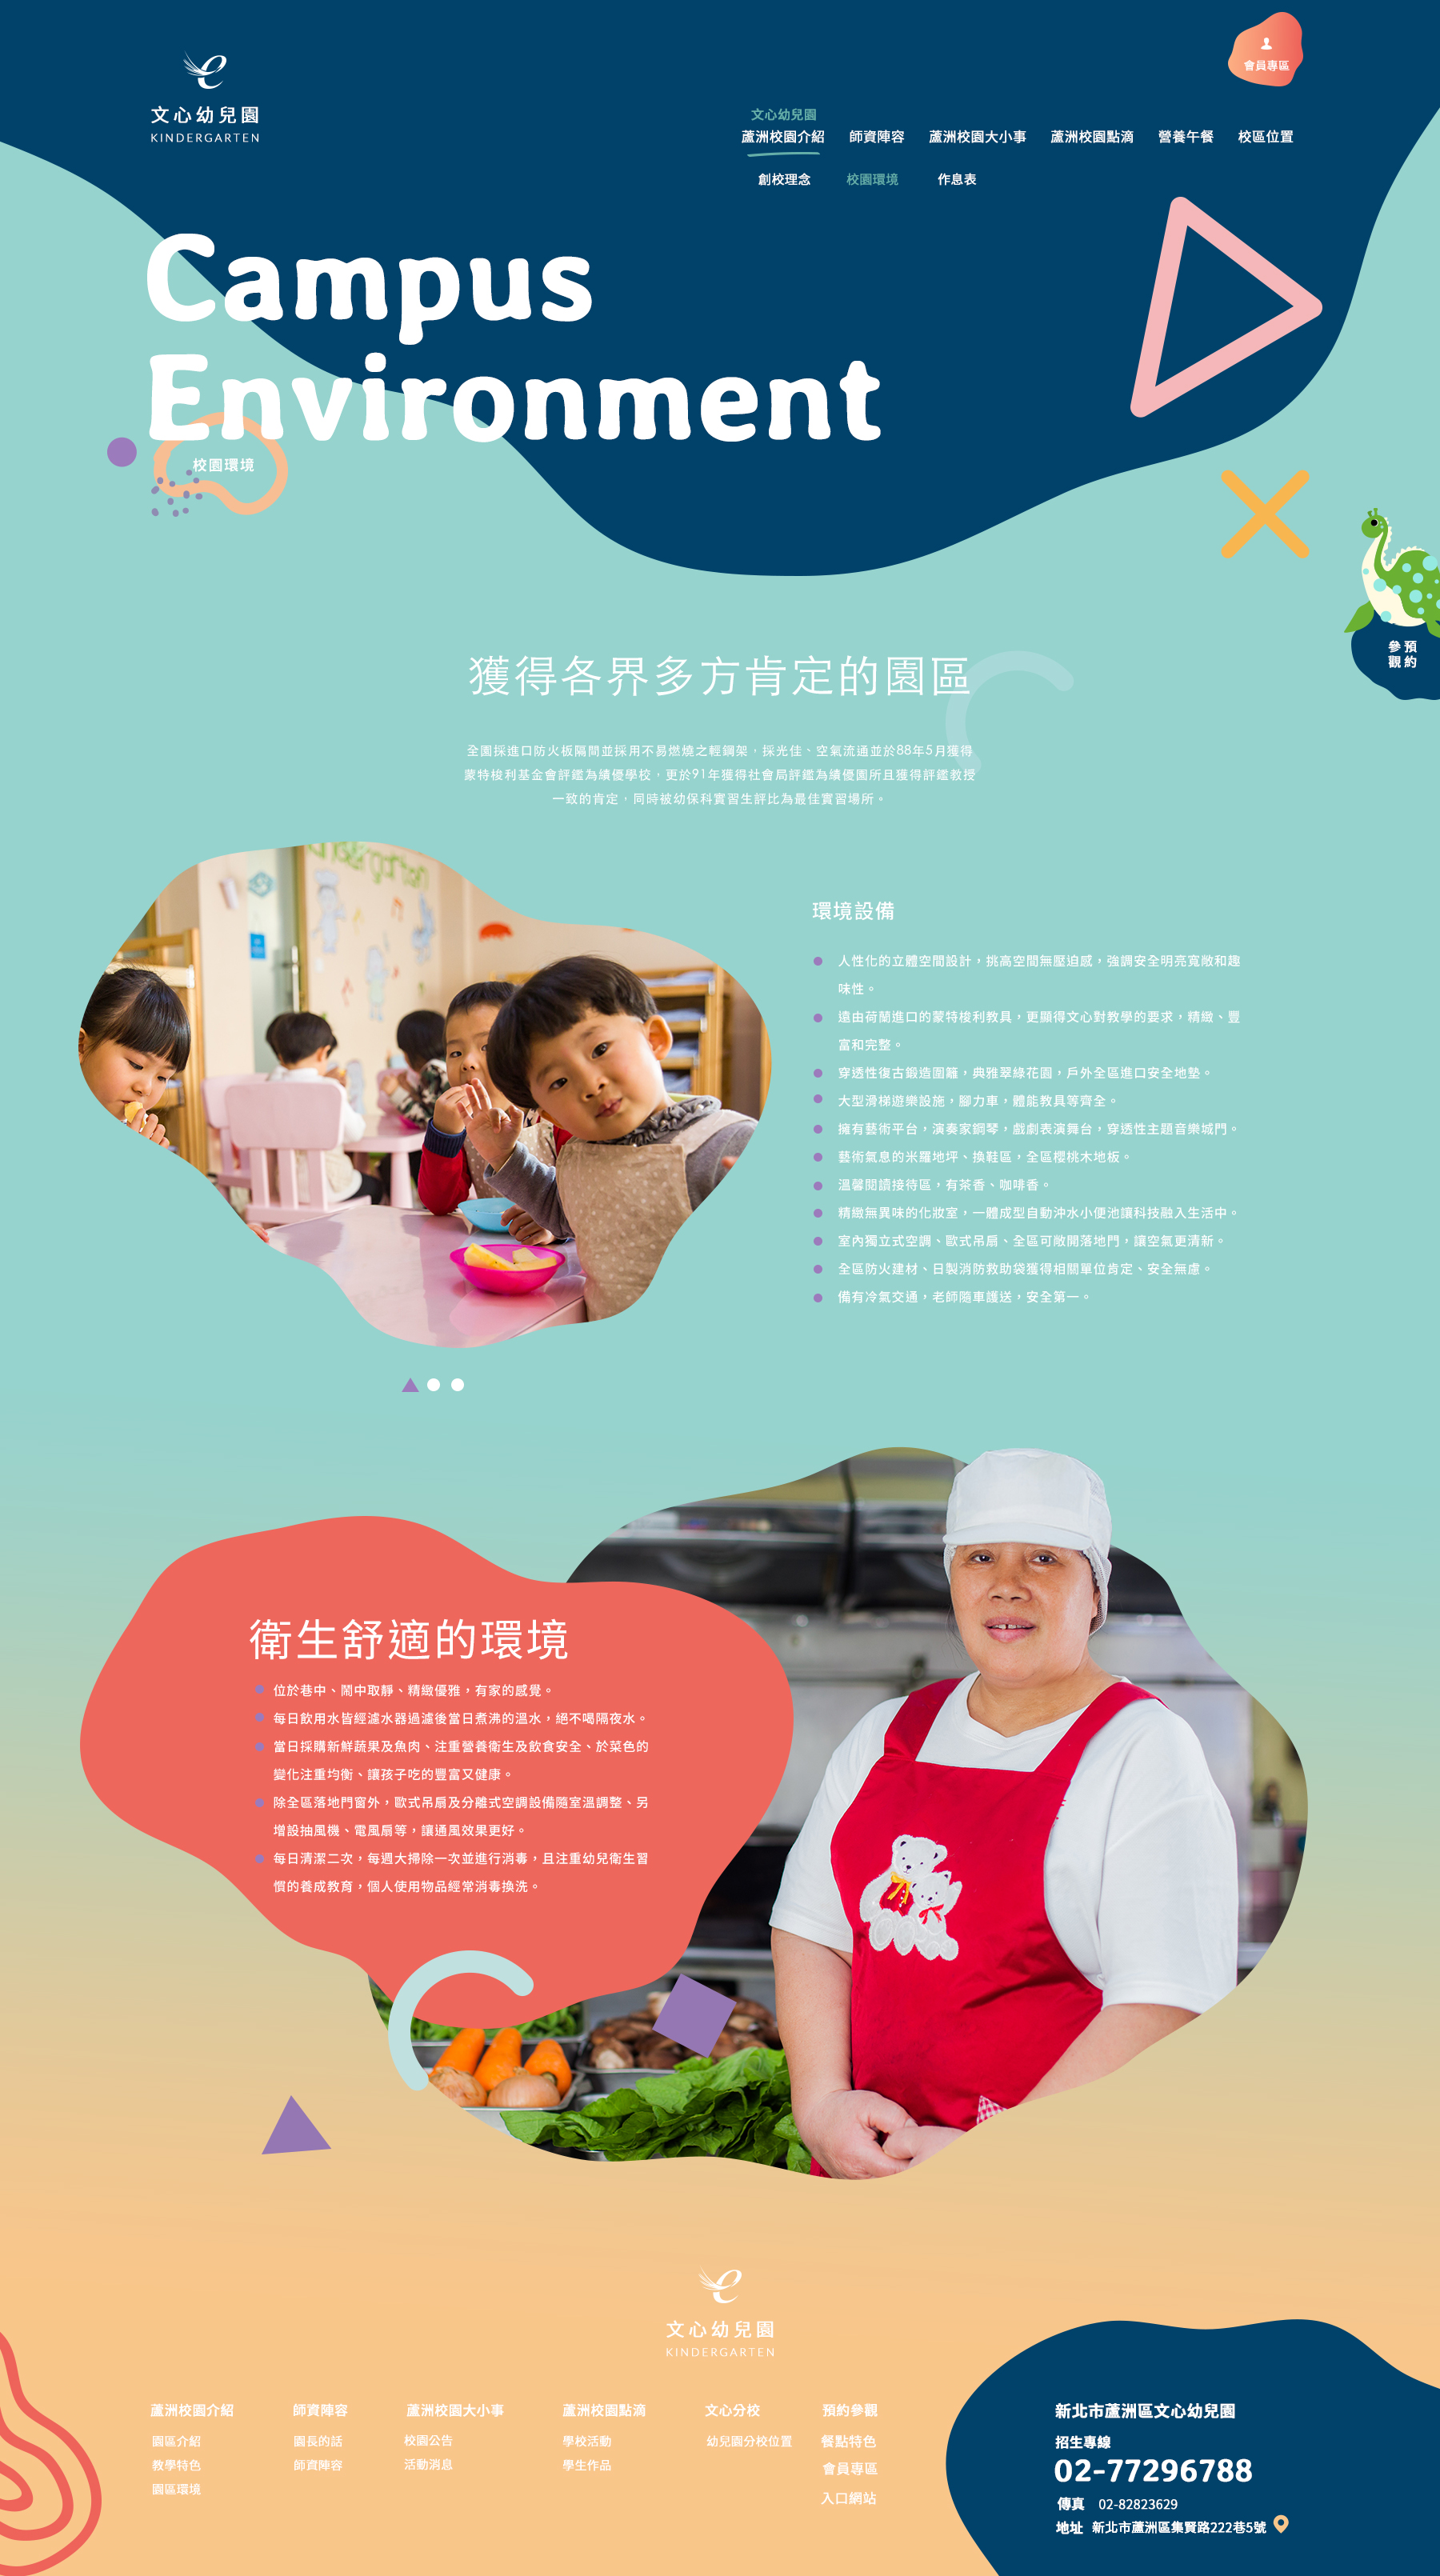 會員專區
文心幼兒園
KINDERGARTEN
文心幼兒園
蘆洲校園介紹 師資陣容 蘆洲校園大小事 蘆洲校園點滴 營養午餐 校區位置
創校理念 校園環境 作息表
Campus
Environment
校園環境
預約
參觀
獲得各界多方肯定的園區
全園採進口防火板隔間並採用不易燃燒之輕鋼架，採光佳、空氣流通並於88年5月獲得
蒙特梭利基金會評鑑為績優學校，更於91年獲得社會局評鑑為績優園所且獲得評鑑教授
一致的肯定，同時被幼保科實習生評比為最佳實習場所。
環境設備
人性化的立體空間設計，挑高空間無壓迫感，強調安全明亮寬敞和趣
味性。
遠由荷蘭進口的蒙特梭利教具，更顯得文心對教學的要求，精緻、豐
富和完整。
穿透性復古鍛造圍籬，典雅翠綠花園，戶外全區進口安全地墊。
大型滑梯遊樂設施，腳力車，體能教具等齊全。
擁有藝術平台，演奏家鋼琴，戲劇表演舞台，穿透性主題音樂城門。
藝術氣息的米羅地坪、換鞋區，全區櫻桃木地板。
溫馨閱讀接待區，有茶香、咖啡香。
精緻無異味的化妝室，一體成型自動沖水小便池讓科技融入生活中。
室內獨立式空調、歐式吊扇、全區可敞開落地門，讓空氣更清新。
全區防火建材、日製消防救助袋獲得相關單位肯定、安全無慮。
備有冷氣交通，老師隨車護送，安全第一。
衛生舒適的環境
位於巷中、鬧中取靜、精緻優雅，有家的感覺。
每日飲用水皆經濾水器過濾後當日煮沸的溫水，絕不喝隔夜水。
當日採購新鮮蔬果及魚肉、注重營養衛生及飲食安全、於菜色的
變化注重均衡、讓孩子吃的豐富又健康。
除全區落地門窗外，歐式吊扇及分離式空調設備隨室溫調整、另
增設抽風機、電風扇等，讓通風效果更好。
每日清潔二次，每週大掃除一次並進行消毒，且注重幼兒衛生習
慣的養成教育，個人使用物品經常消毒換洗。
文心幼兒園
KINDERGARTEN
蘆洲校園介紹 師資陣容 蘆洲校園大小事 蘆洲校園點滴 文心分校 預約參觀
園區介紹 園長的話 校園公告 學校活動 幼兒園分校位置 餐點特色
教學特色 師資陣容 活動消息 學生作品 會員專區
園區環境 入口網站
新北市蘆洲區文心幼兒園
招生專線
02-77296788
傳真 02-82823629
地址 新北市蘆洲區集賢路222巷5號